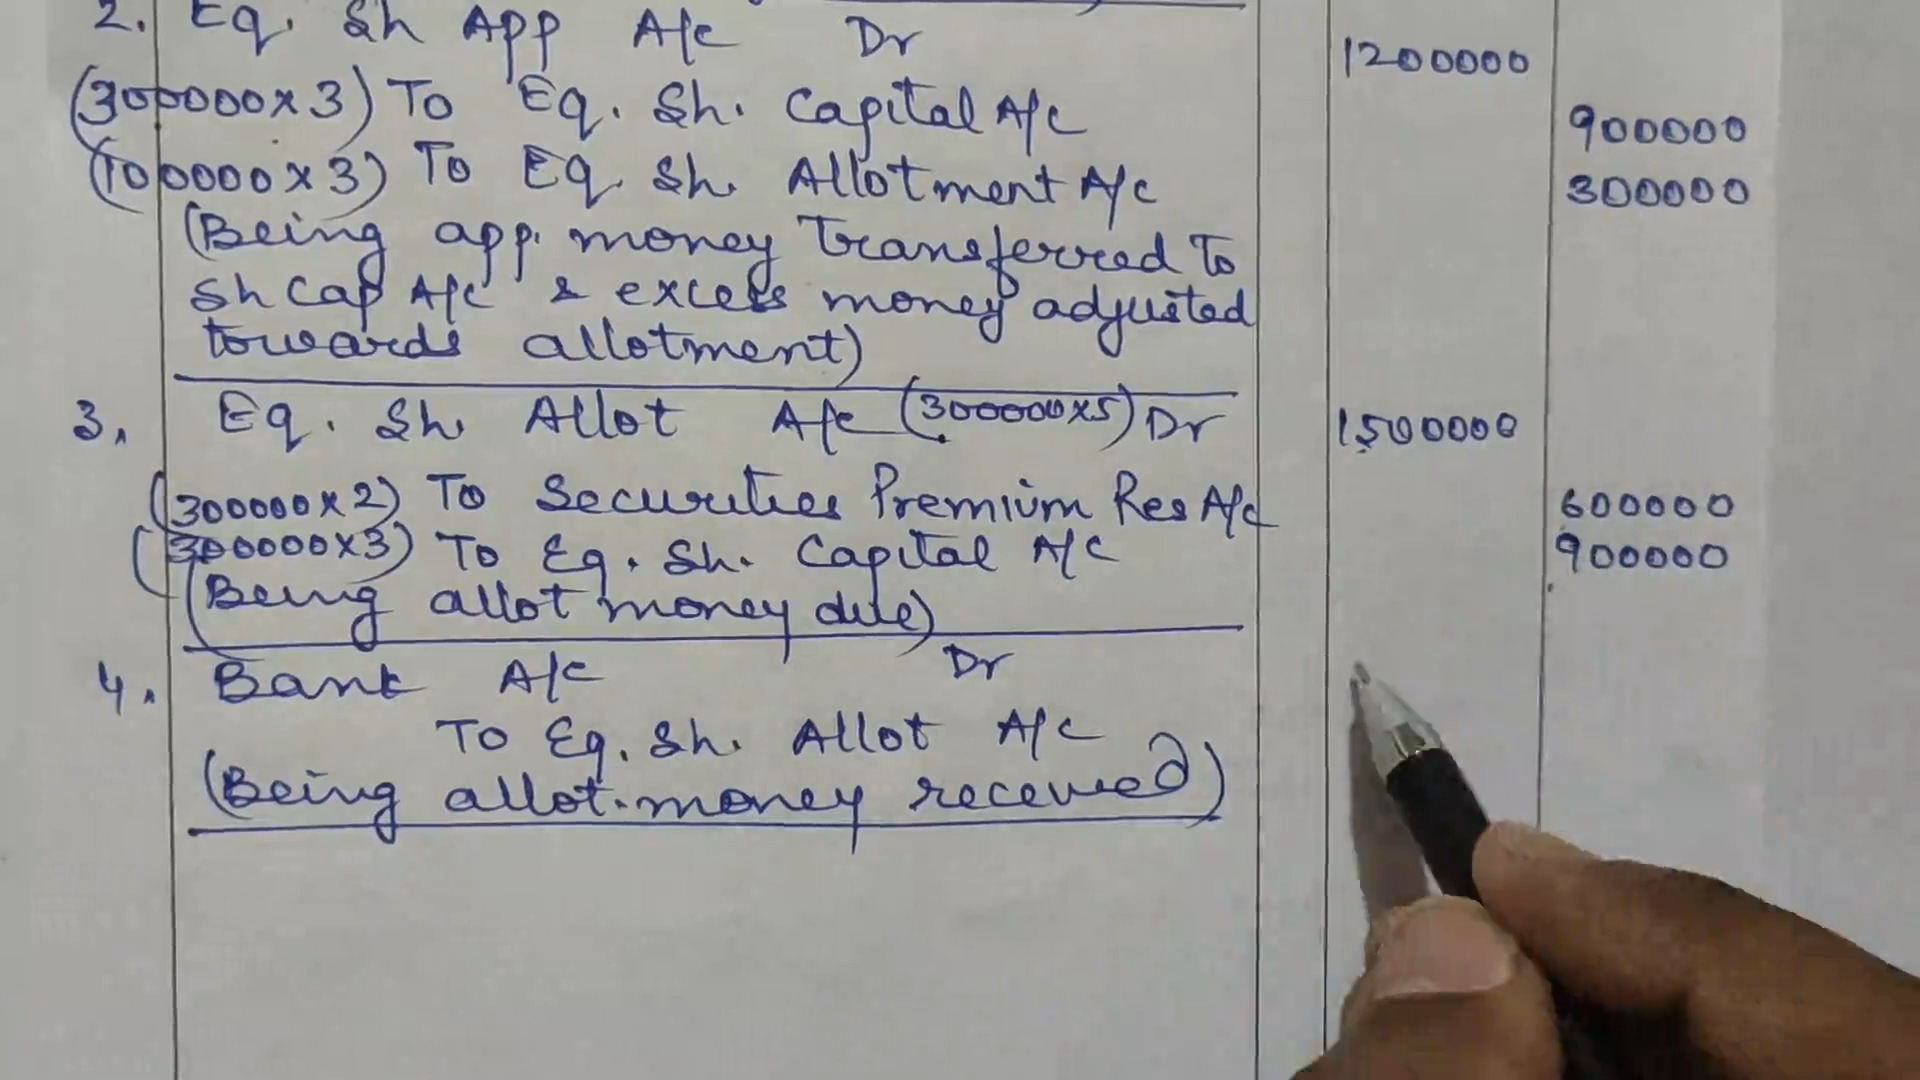 2. Eq. Sh App A/c Dr 1200000
(300000x3) To Eq. Sh. Capital A/c 900000
(100000x3) To Eq. Sh. Allotment A/c 300000
(Being app. money transferred to
Sh Cap A/c & excess money adjusted
towards allotment)
3. Eq. Sh. Allot A/c (300000x5) Dr 1500000
(300000x2) To Securities Premium Res A/c 600000
(300000x3) To Eq. Sh. Capital A/c 900000
(Being allot money due)
4. Bank A/c Dr
To Eq. Sh. Allot A/c
(Being allot. money received)